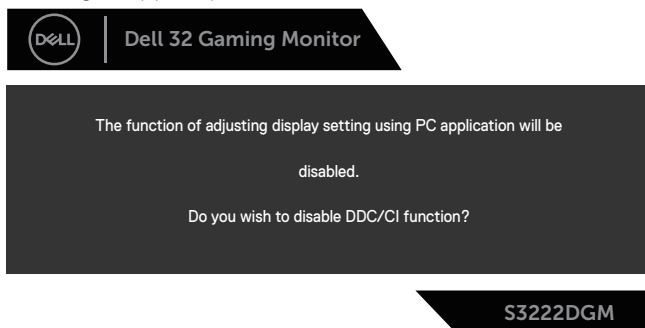 DELL
Dell 32 Gaming Monitor
The function of adjusting display setting using PC application will be
disabled.
Do you wish to disable DDC/CI function?
S3222DGM